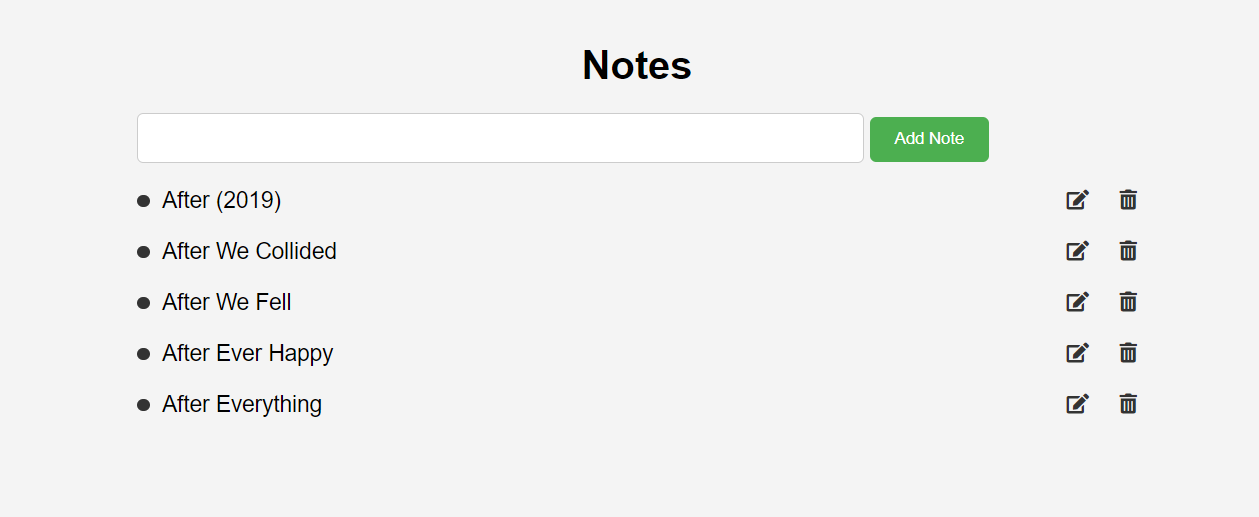 Notes
Add Note
After (2019)
After We Collided
After We Fell
After Ever Happy
After Everything